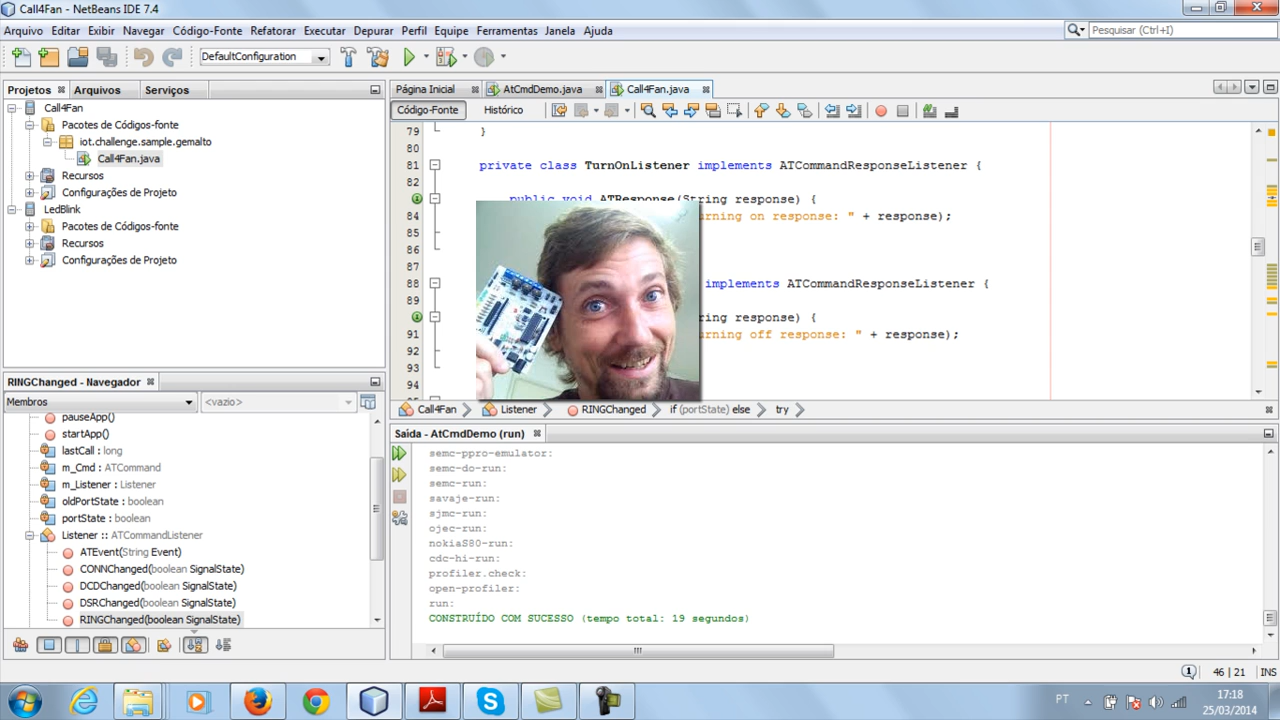 Call4Fan - NetBeans IDE 7.4
Arquivo Editar Exibir Navegar Código-Fonte Refatorar Executar Depurar Perfil Equipe Ferramentas Janela Ajuda
Pesquisar (Ctrl+I)
DefaultConfiguration
Projetos Arquivos Serviços
Call4Fan
Pacotes de Códigos-fonte
iot.challenge.sample.gemalto
Call4Fan.java
Recursos
Configurações de Projeto
LedBlink
Pacotes de Códigos-fonte
Recursos
Configurações de Projeto
RINGChanged - Navegador
Membros <vazio>
pauseApp()
startApp()
lastCall : long
m_Cmd : ATCommand
m_Listener : Listener
oldPortState : boolean
portState : boolean
Listener :: ATCommandListener
ATEvent(String Event)
CONNChanged(boolean SignalState)
DCDChanged(boolean SignalState)
DSRChanged(boolean SignalState)
RINGChanged(boolean SignalState)
Página Inicial AtCmdDemo.java Call4Fan.java
Código-Fonte Histórico
79 }
80
81 private class TurnOnListener implements ATCommandResponseListener {
82
public void ATResponse(String response) {
84 urning on response: " + response);
85
86
87
88 implements ATCommandResponseListener {
89
ring response) {
91 urning off response: " + response);
92
93
94
Call4Fan Listener RINGChanged if (portState) else try
Saída - AtCmdDemo (run)
semc-ppro-emulator:
semc-do-run:
semc-run:
savaje-run:
sjmc-run:
ojec-run:
nokiaS80-run:
cdc-hi-run:
profiler.check:
open-profiler:
run:
CONSTRUÍDO COM SUCESSO (tempo total: 19 segundos)
1 46 | 21 INS
PT 17:18
25/03/2014